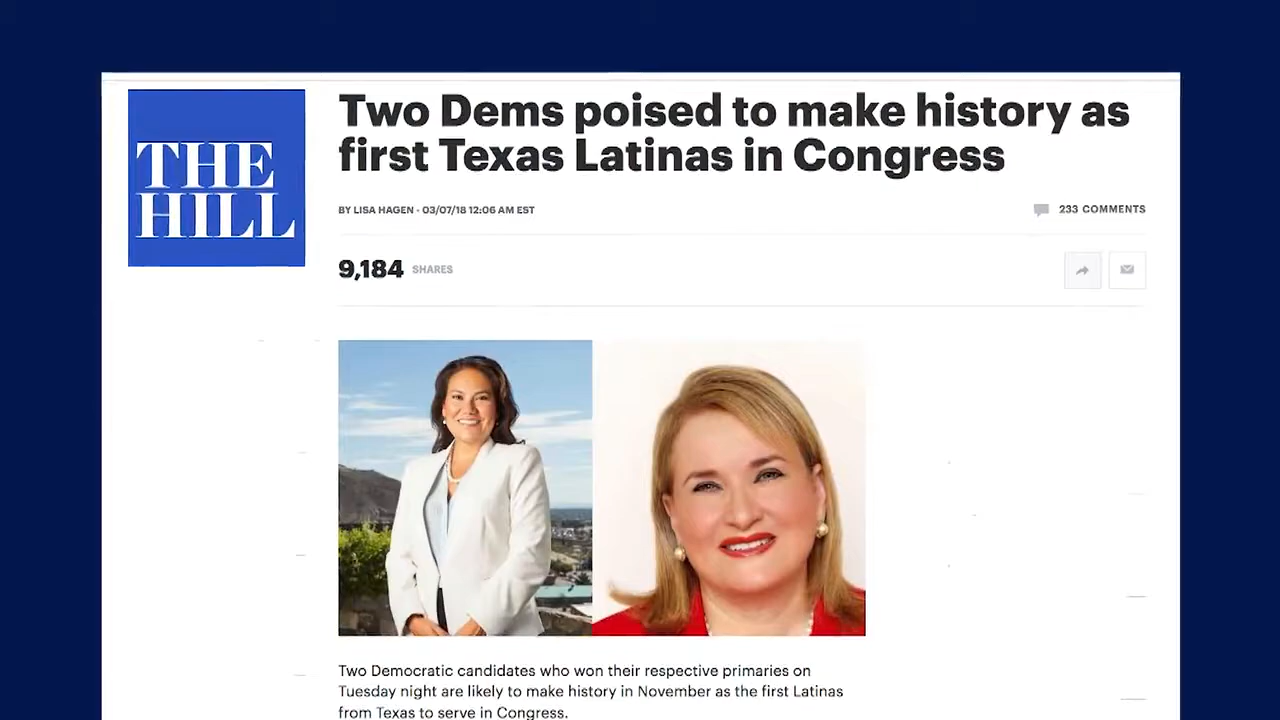 THE
HILL
Two Dems poised to make history as
first Texas Latinas in Congress
BY LISA HAGEN - 03/07/18 12:06 AM EST
233 COMMENTS
9,184 SHARES
Two Democratic candidates who won their respective primaries on
Tuesday night are likely to make history in November as the first Latinas
from Texas to serve in Congress.